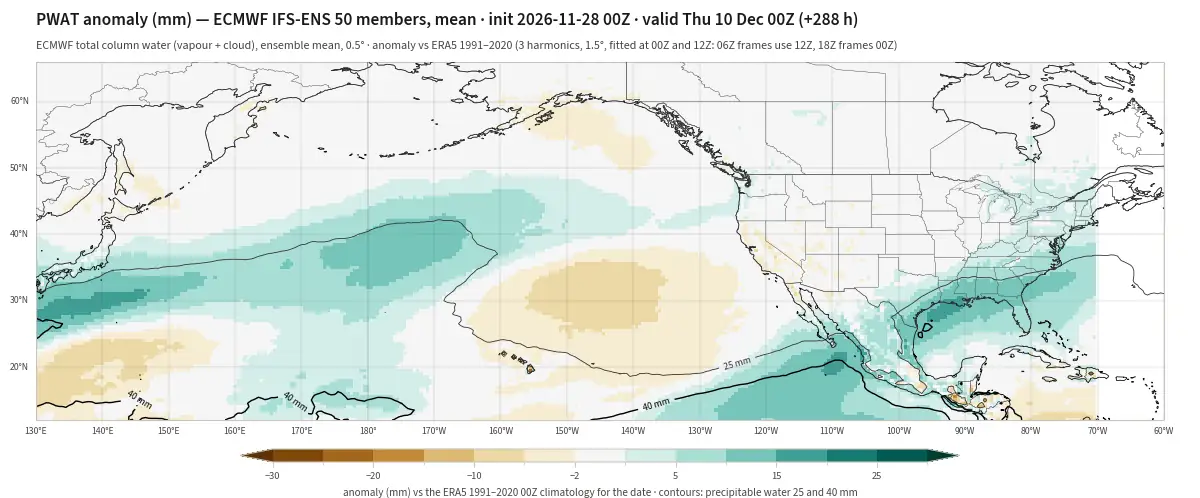 PWAT anomaly (mm) — ECMWF IFS-ENS 50 members, mean · init 2026-11-28 00Z · valid Thu 10 Dec 00Z (+288 h)
ECMWF total column water (vapour + cloud), ensemble mean, 0.5° · anomaly vs ERA5 1991–2020 (3 harmonics, 1.5°, fitted at 00Z and 12Z: 06Z frames use 12Z, 18Z frames 00Z)
60°N
50°N
40°N
30°N
20°N
25 mm
40 mm
40 mm
40 mm
130°E 140°E 150°E 160°E 170°E 180° 170°W 160°W 150°W 140°W 130°W 120°W 110°W 100°W 90°W 80°W 70°W 60°W
−30 −20 −10 −2 5 15 25
anomaly (mm) vs the ERA5 1991–2020 00Z climatology for the date · contours: precipitable water 25 and 40 mm